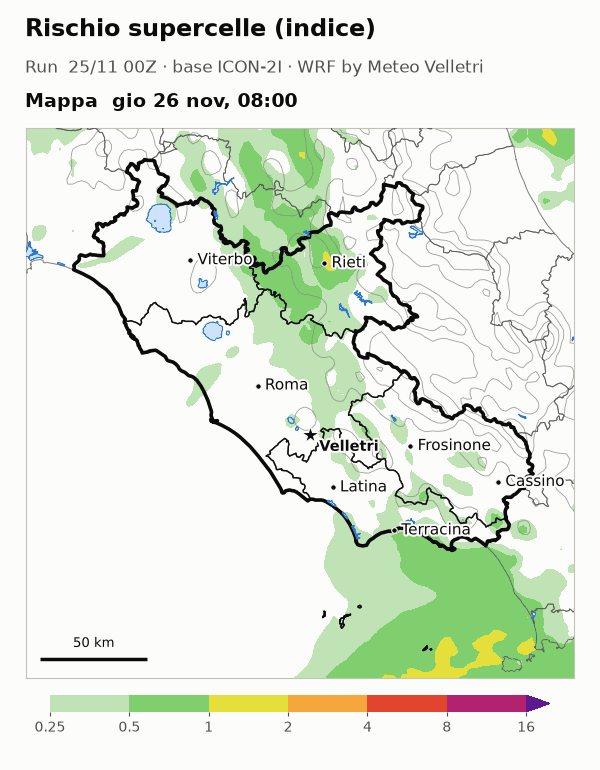 Rischio supercelle (indice)
Run 25/11 00Z · base ICON-2I · WRF by Meteo Velletri
Mappa gio 26 nov, 08:00
Viterbo
Rieti
Roma
Velletri
Frosinone
Cassino
Latina
Terracina
50 km
0.25 0.5 1 2 4 8 16